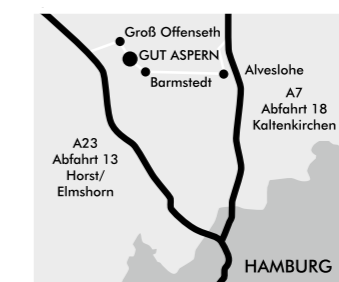 Groß Offenseth
GUT ASPERN
Barmstedt
Alveslohe
A7
Abfahrt 18
Kaltenkirchen
A23
Abfahrt 13
Horst/
Elmshorn
HAMBURG